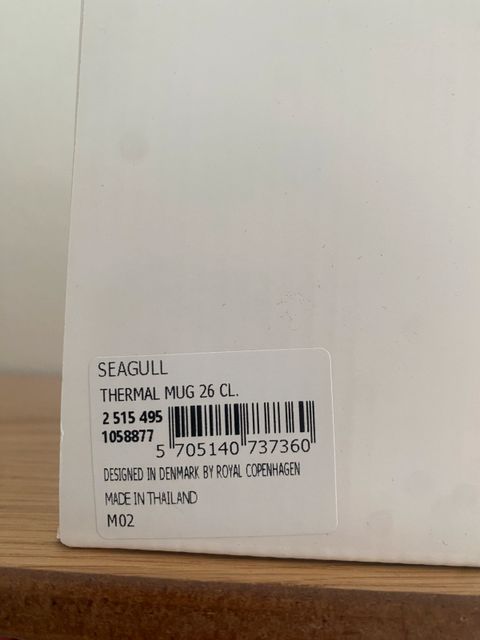 SEAGULL
THERMAL MUG 26 CL.
2 515 495
1058877
5 705140 737360
DESIGNED IN DENMARK BY ROYAL COPENHAGEN
MADE IN THAILAND
M02